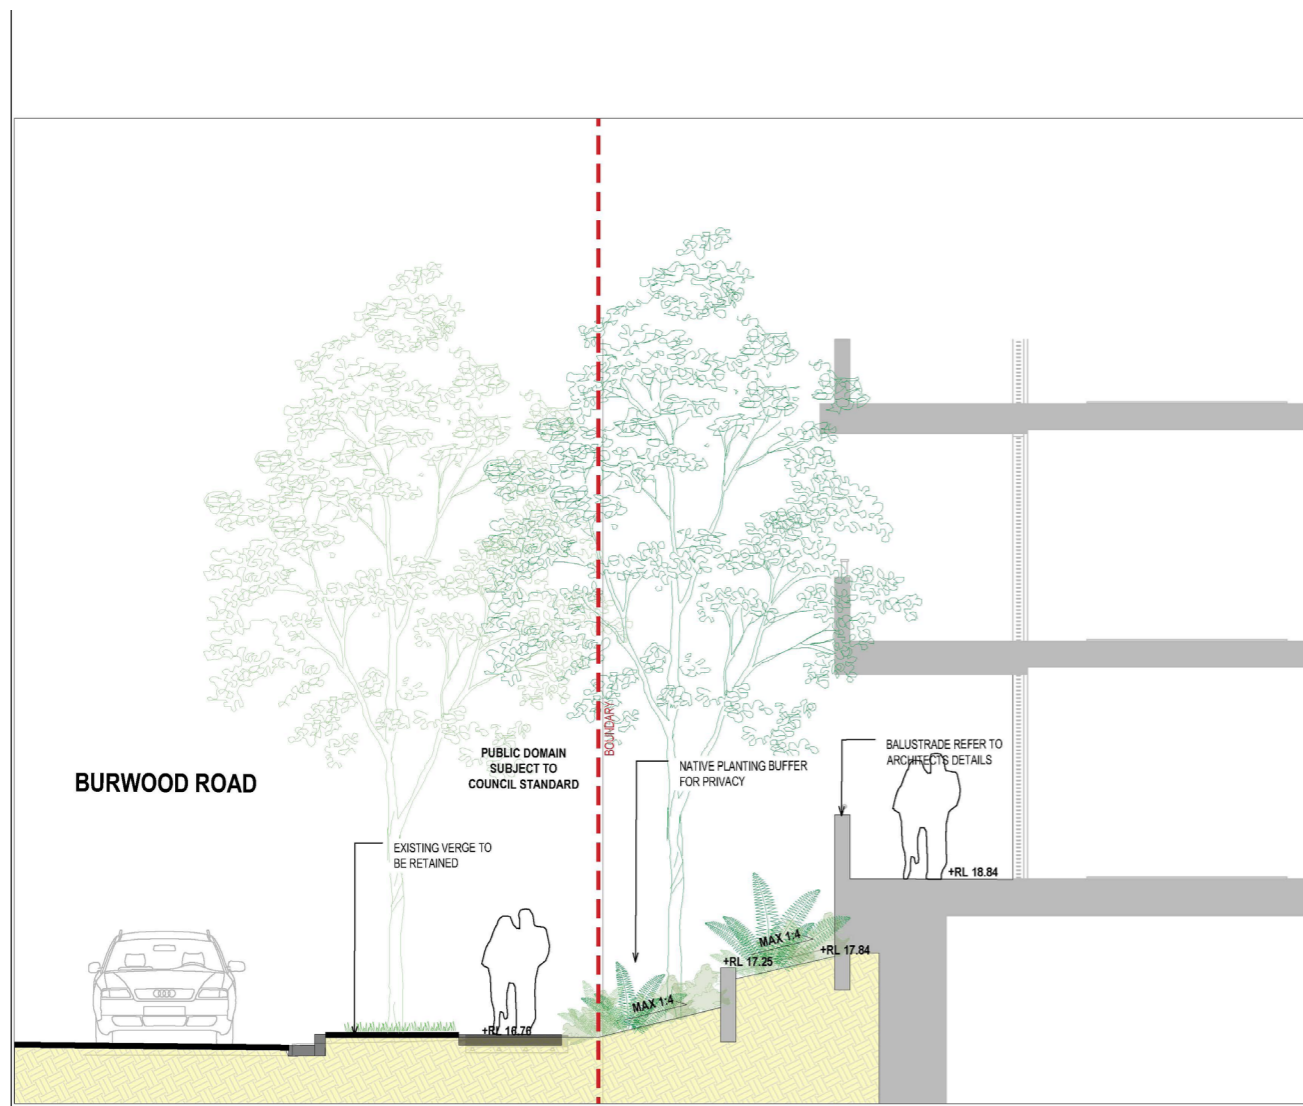 BURWOOD ROAD
PUBLIC DOMAIN
SUBJECT TO
COUNCIL STANDARD
BOUNDARY
NATIVE PLANTING BUFFER
FOR PRIVACY
BALUSTRADE REFER TO
ARCHITECTS DETAILS
EXISTING VERGE TO
BE RETAINED
+RL 18.84
MAX 1:4
+RL 17.84
+RL 17.25
MAX 1:4
+RL 16.76